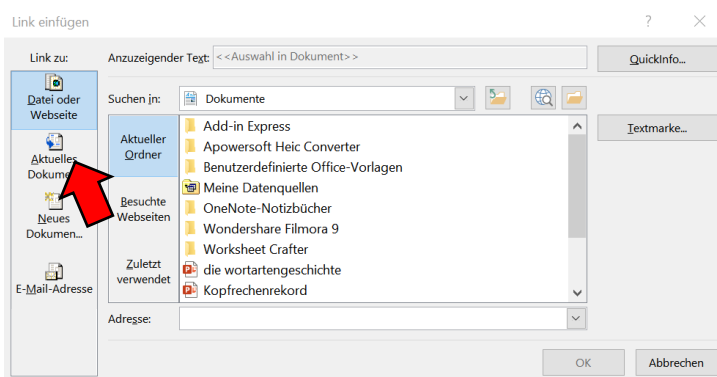 Link einfügen
Link zu:
Anzuzeigender Text: <<Auswahl in Dokument>>
QuickInfo...
Datei oder
Webseite
Suchen in:
Dokumente
Textmarke...
Aktueller
Ordner
Add-in Express
Apowersoft Heic Converter
Benutzerdefinierte Office-Vorlagen
Meine Datenquellen
OneNote-Notizbücher
Wondershare Filmora 9
Worksheet Crafter
die wortartengeschichte
Kopfrechenrekord
Aktuelles
Besuchte
Webseiten
Neues
Dokumen...
Zuletzt
verwendet
E-Mail-Adresse
Adresse:
OK
Abbrechen